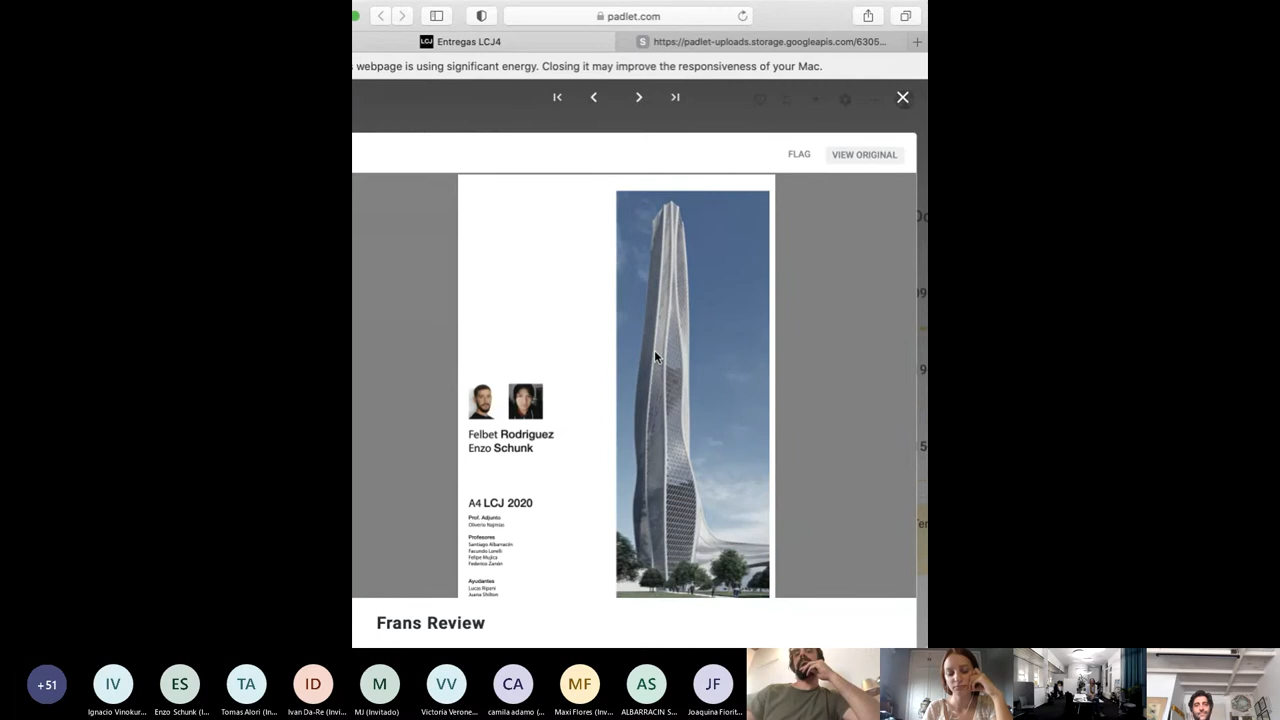 padlet.com
LCJ Entregas LCJ4
S https://padlet-uploads.storage.googleapis.com/6305...
s webpage is using significant energy. Closing it may improve the responsiveness of your Mac.
FLAG
VIEW ORIGINAL
Felbet Rodriguez
Enzo Schunk
A4 LCJ 2020
Prof. Adjunto
Oliverio Najmias
Profesores
Santiago Albarracin
Facundo Lorelli
Felipe Mujica
Federico Zanón
Ayudantes
Lucas Ripani
Juana Shilton
Frans Review
+51
IV
ES
TA
ID
M
VV
CA
MF
AS
JF
Ignacio Vinokur...
Enzo Schunk (I...
Tomas Alori (In...
Ivan Da-Re (Invi...
MJ (Invitado)
Victoria Verone...
camila adamo (...
Maxi Flores (Inv...
ALBARRACIN S...
Joaquina Fiorit...